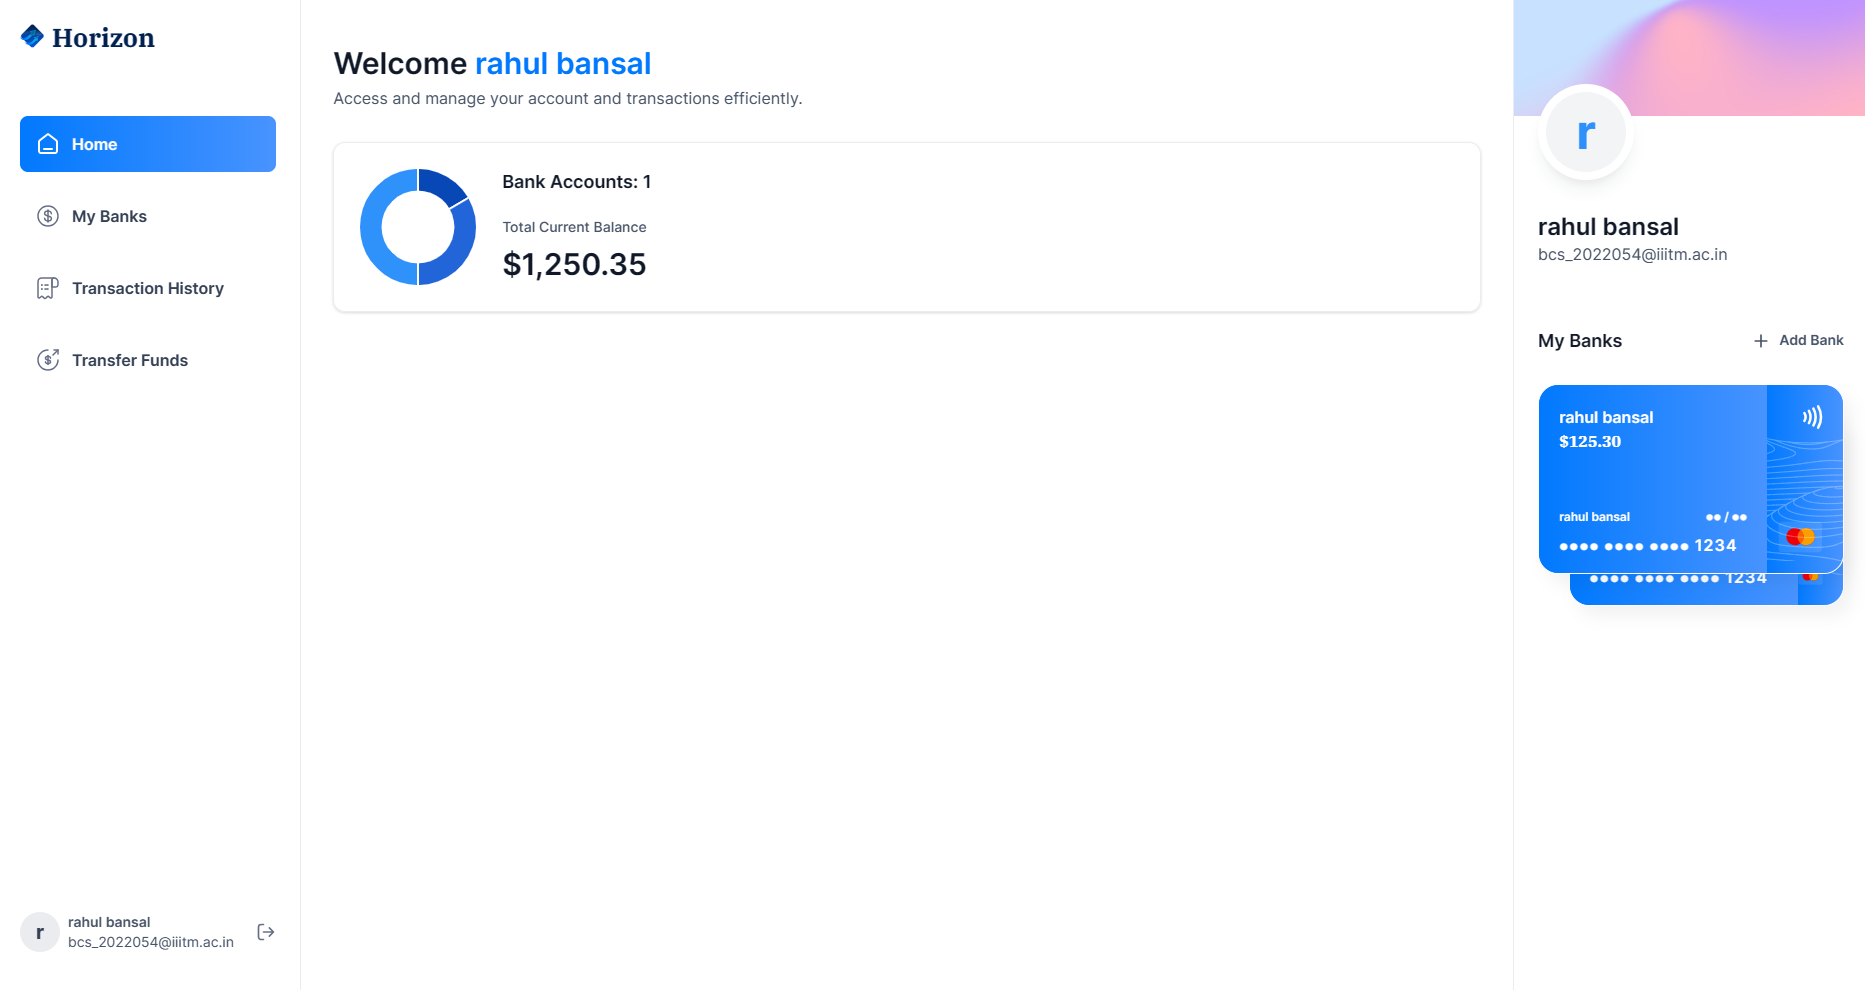 Horizon
Home
My Banks
Transaction History
Transfer Funds
r
rahul bansal
bcs_2022054@iiitm.ac.in
Welcome rahul bansal
Access and manage your account and transactions efficiently.
Bank Accounts: 1
Total Current Balance
$1,250.35
r
rahul bansal
bcs_2022054@iiitm.ac.in
My Banks
+ Add Bank
rahul bansal
$125.30
rahul bansal ●● / ●●
●●●● ●●●● ●●●● 1234
●●●● ●●●● ●●●● 1234